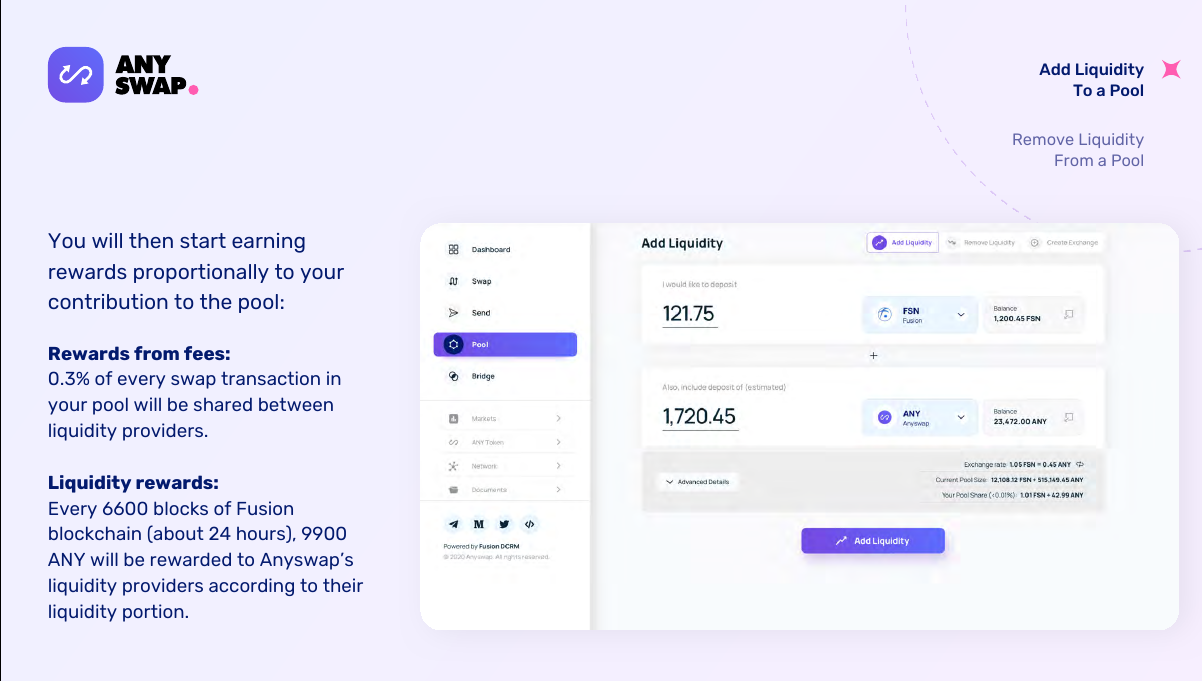 ANY
SWAP
Add Liquidity
To a Pool
Remove Liquidity
From a Pool
You will then start earning
rewards proportionally to your
contribution to the pool:
Rewards from fees:
0.3% of every swap transaction in
your pool will be shared between
liquidity providers.
Liquidity rewards:
Every 6600 blocks of Fusion
blockchain (about 24 hours), 9900
ANY will be rewarded to Anyswap's
liquidity providers according to their
liquidity portion.
Dashboard
Swap
Send
Pool
Bridge
Markets
ANY Token
Network
Documents
Powered by Fusion DCRM
© 2020 Anyswap. All rights reserved.
Add Liquidity
Add Liquidity
Remove Liquidity
Create Exchange
I would like to deposit
121.75
FSN
Fusion
Balance
1,200.45 FSN
+
Also, include deposit of (estimated)
1,720.45
ANY
Anyswap
Balance
23,472.00 ANY
Advanced Details
Exchange rate 1.05 FSN = 0.45 ANY
Current Pool Size: 12,108.12 FSN + 515,149.45 ANY
Your Pool Share (<0.01%): 1.01 FSN + 42.99 ANY
Add Liquidity